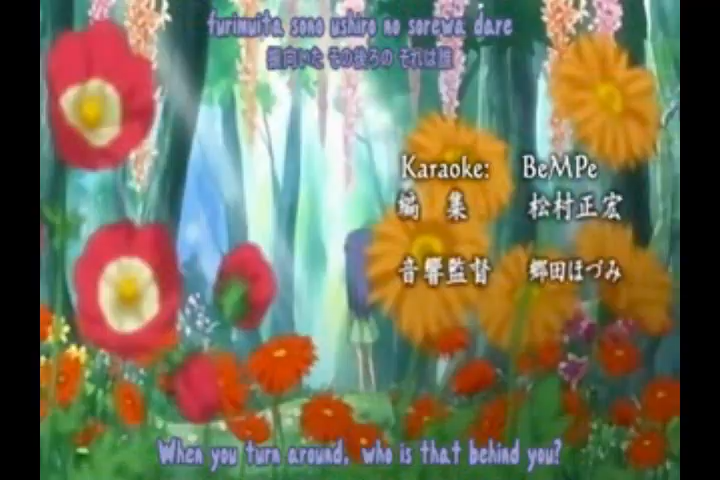 furimuita sono ushiro no sorewa dare
振向いた その後ろの それは誰
Karaoke: BeMPe
編 集 松村正宏
音響監督 郷田ほづみ
When you turn around, who is that behind you?